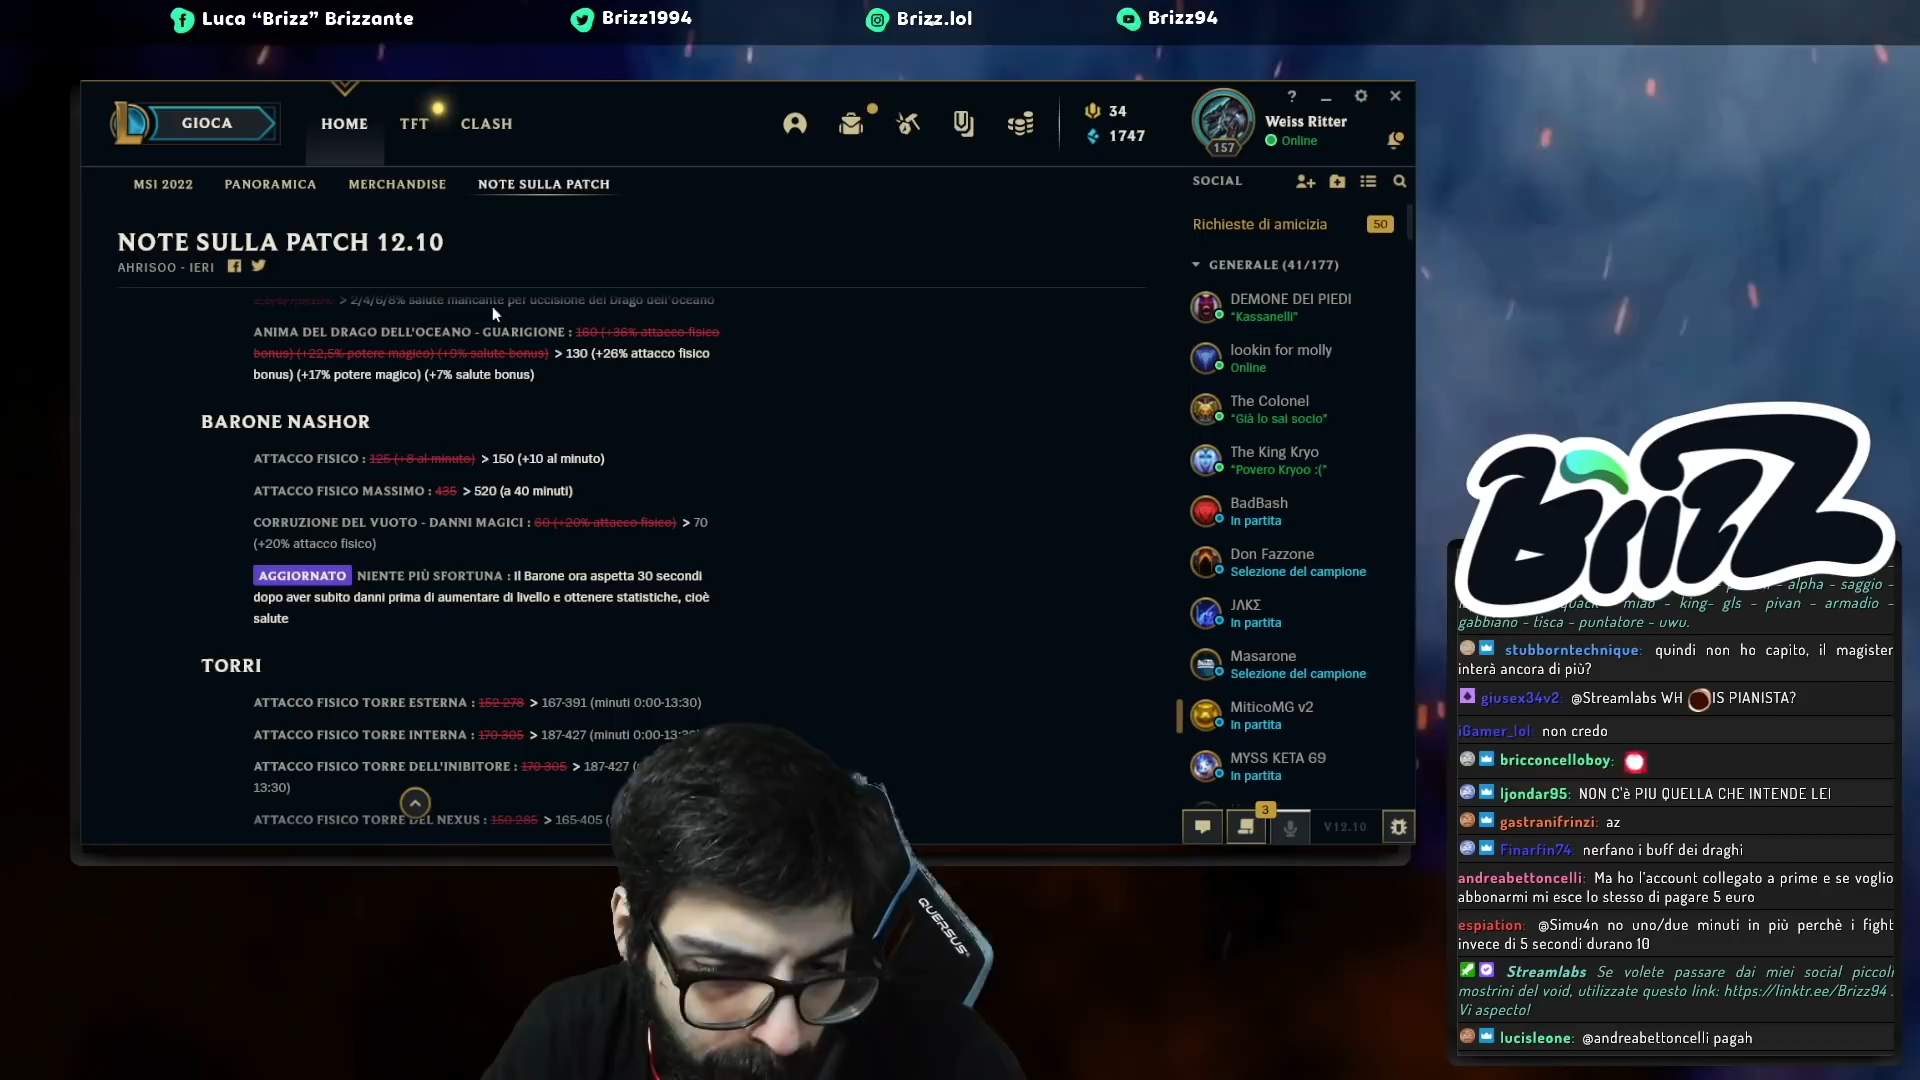 Luca “Brizz” Brizzante
Brizz1994
Brizz.lol
Brizz94
GIOCA
HOME
TFT
CLASH
34
1747
157
Weiss Ritter
Online
MSI 2022
PANORAMICA
MERCHANDISE
NOTE SULLA PATCH
NOTE SULLA PATCH 12.10
AHRISOO - IERI
> 2/4/6/8% salute mancante per uccisione del Drago dell'oceano
ANIMA DEL DRAGO DELL'OCEANO - GUARIGIONE : 160 (+36% attacco fisico
bonus) (+22,5% potere magico) (+9% salute bonus) > 130 (+26% attacco fisico
bonus) (+17% potere magico) (+7% salute bonus)
BARONE NASHOR
ATTACCO FISICO : 125 (+8 al minuto) > 150 (+10 al minuto)
ATTACCO FISICO MASSIMO : 435 > 520 (a 40 minuti)
CORRUZIONE DEL VUOTO - DANNI MAGICI : 60 (+20% attacco fisico) > 70
(+20% attacco fisico)
AGGIORNATO NIENTE PIÙ SFORTUNA : Il Barone ora aspetta 30 secondi
dopo aver subito danni prima di aumentare di livello e ottenere statistiche, cioè
salute
TORRI
ATTACCO FISICO TORRE ESTERNA : 152-278 > 167-391 (minuti 0:00-13:30)
ATTACCO FISICO TORRE INTERNA : 170-305 > 187-427 (minuti 0:00-13:30)
ATTACCO FISICO TORRE DELL'INIBITORE : 170-305 > 187-427
13:30)
ATTACCO FISICO TORRE DEL NEXUS : 150-285 > 165-405
SOCIAL
Richieste di amicizia
50
GENERALE (41/177)
DEMONE DEI PIEDI
“Kassanelli”
lookin for molly
Online
The Colonel
“Già lo sai socio”
The King Kryo
“Povero Kryoo :(”
BadBash
In partita
Don Fazzone
Selezione del campione
JΛKΣ
In partita
Masarone
Selezione del campione
MiticoMG v2
In partita
MYSS KETA 69
In partita
3
V12.10
QUERSUS
BriZZ
- alpha - saggio -
- miao - king- gls - pivan - armadio -
gabbiano - tisca - puntatore - uwu.
stubborntechnique: quindi non ho capito, il magister
interà ancora di più?
giusex34v2: @Streamlabs WH IS PIANISTA?
iGamer_lol: non credo
bricconcelloboy:
ljondar95: NON C'è PIU QUELLA CHE INTENDE LEI
gastranifrinzi: az
Finarfin74: nerfano i buff dei draghi
andreabettoncelli: Ma ho l'account collegato a prime e se voglio
abbonarmi mi esce lo stesso di pagare 5 euro
espiation: @Simu4n no uno/due minuti in più perchè i fight
invece di 5 secondi durano 10
Streamlabs Se volete passare dai miei social piccoli
mostrini del void, utilizzate questo link: https://linktr.ee/Brizz94 .
Vi aspecto!
lucisleone: @andreabettoncelli pagah